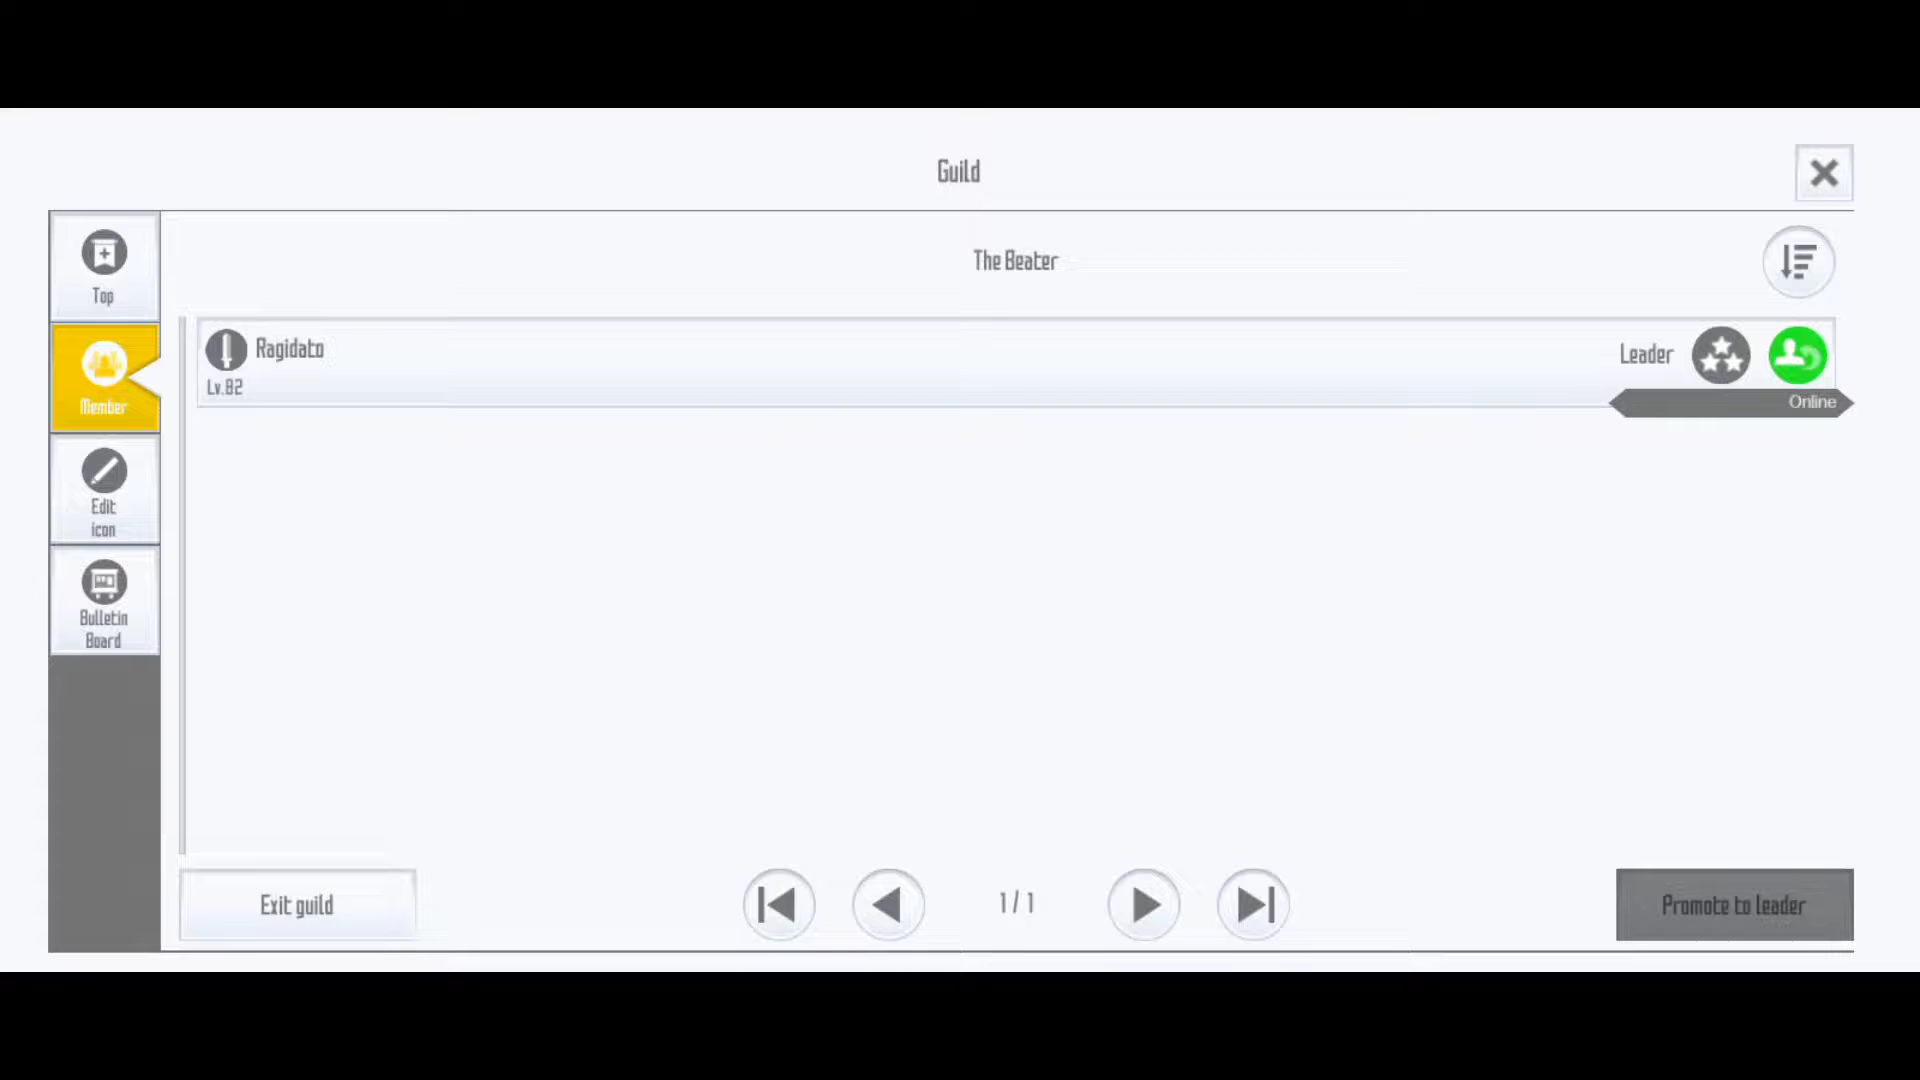 Guild
Top
The Beater
Member
Ragidato
Lv.82
Leader
Online
Edit
icon
Bulletin
Board
Exit guild
1 / 1
Promote to leader